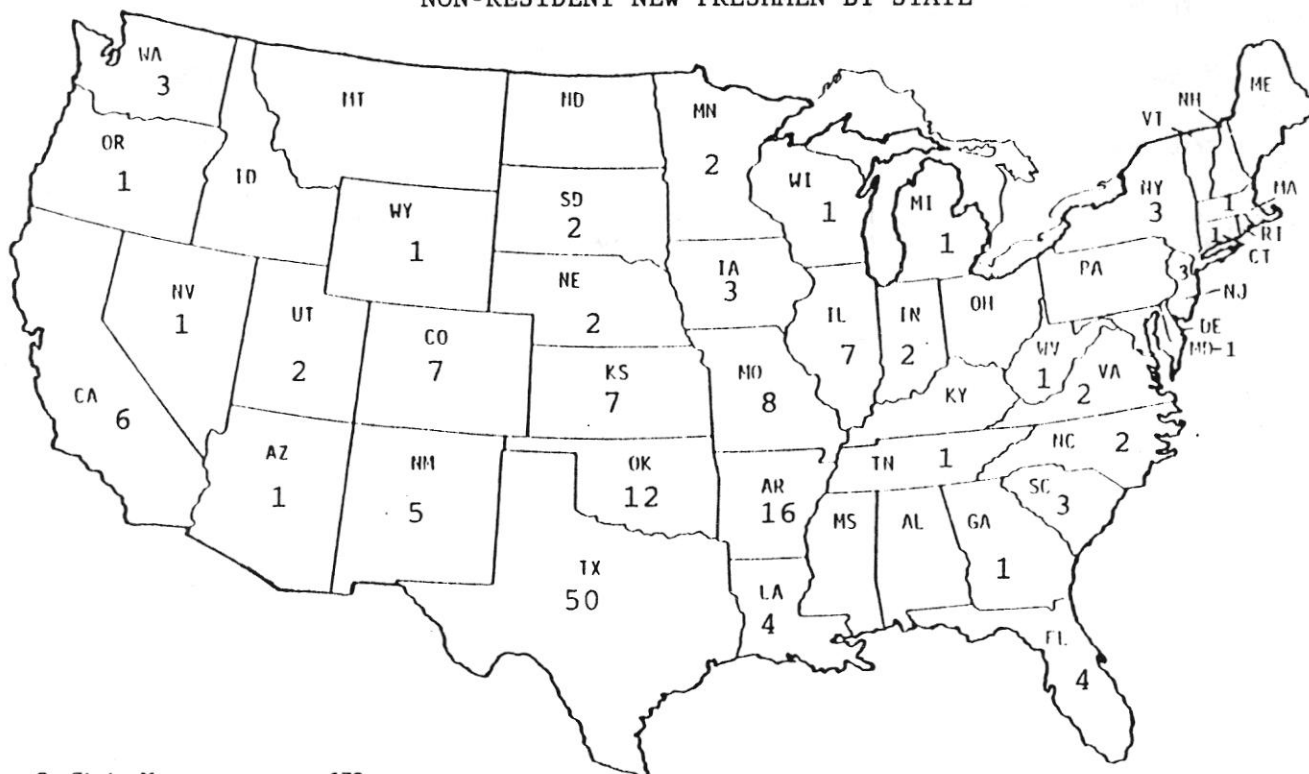 NON-RESIDENT NEW FRESHMEN BY STATE
WA
3
MT
ND
MN
2
OR
1
ID
WY
1
SD
2
WI
1
MI
1
VT
NH
ME
NY
3
1
MA
1
RI
CT
NV
1
UT
2
CO
7
NE
2
IA
3
IL
7
IN
2
OH
PA
3
NJ
DE
MD-1
CA
6
KS
7
MO
8
KY
WV
1
VA
2
AZ
1
NM
5
OK
12
AR
16
TN
1
NC
2
SC
3
TX
50
LA
4
MS
AL
GA
1
FL
4